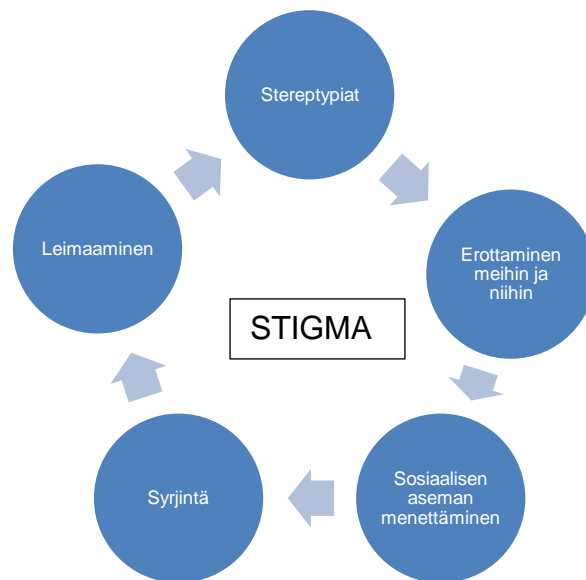 Stereptypiat
Erottaminen
meihin ja
niihin
Sosiaalisen
aseman
menettäminen
Syrjintä
Leimaaminen
STIGMA